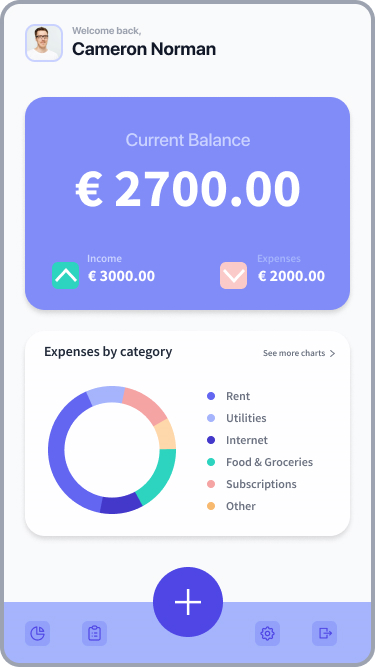 Welcome back,
Cameron Norman
Current Balance
€ 2700.00
Income
€ 3000.00
Expenses
€ 2000.00
Expenses by category
See more charts
Rent
Utilities
Internet
Food & Groceries
Subscriptions
Other